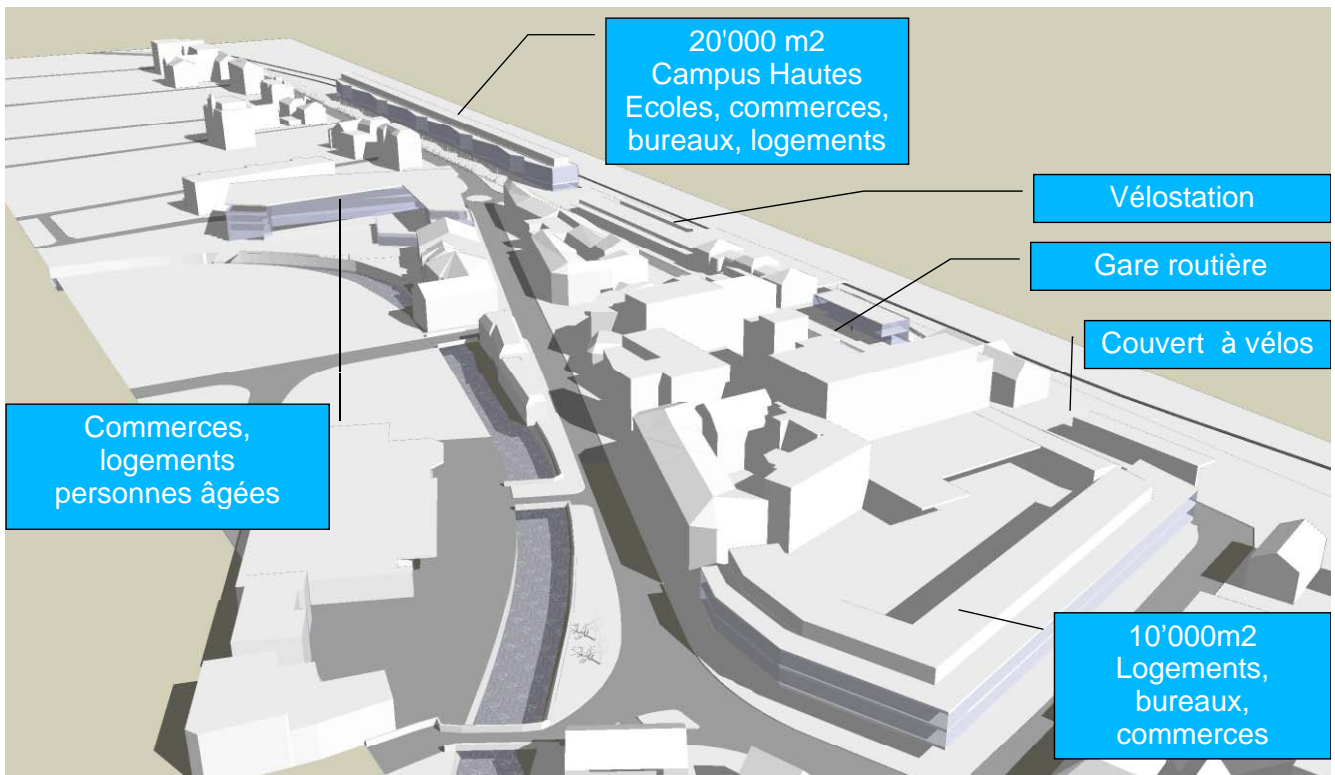 20'000 m2
Campus Hautes
Ecoles, commerces,
bureaux, logements
Vélostation
Gare routière
Couvert à vélos
Commerces,
logements
personnes âgées
10’000m2
Logements,
bureaux,
commerces